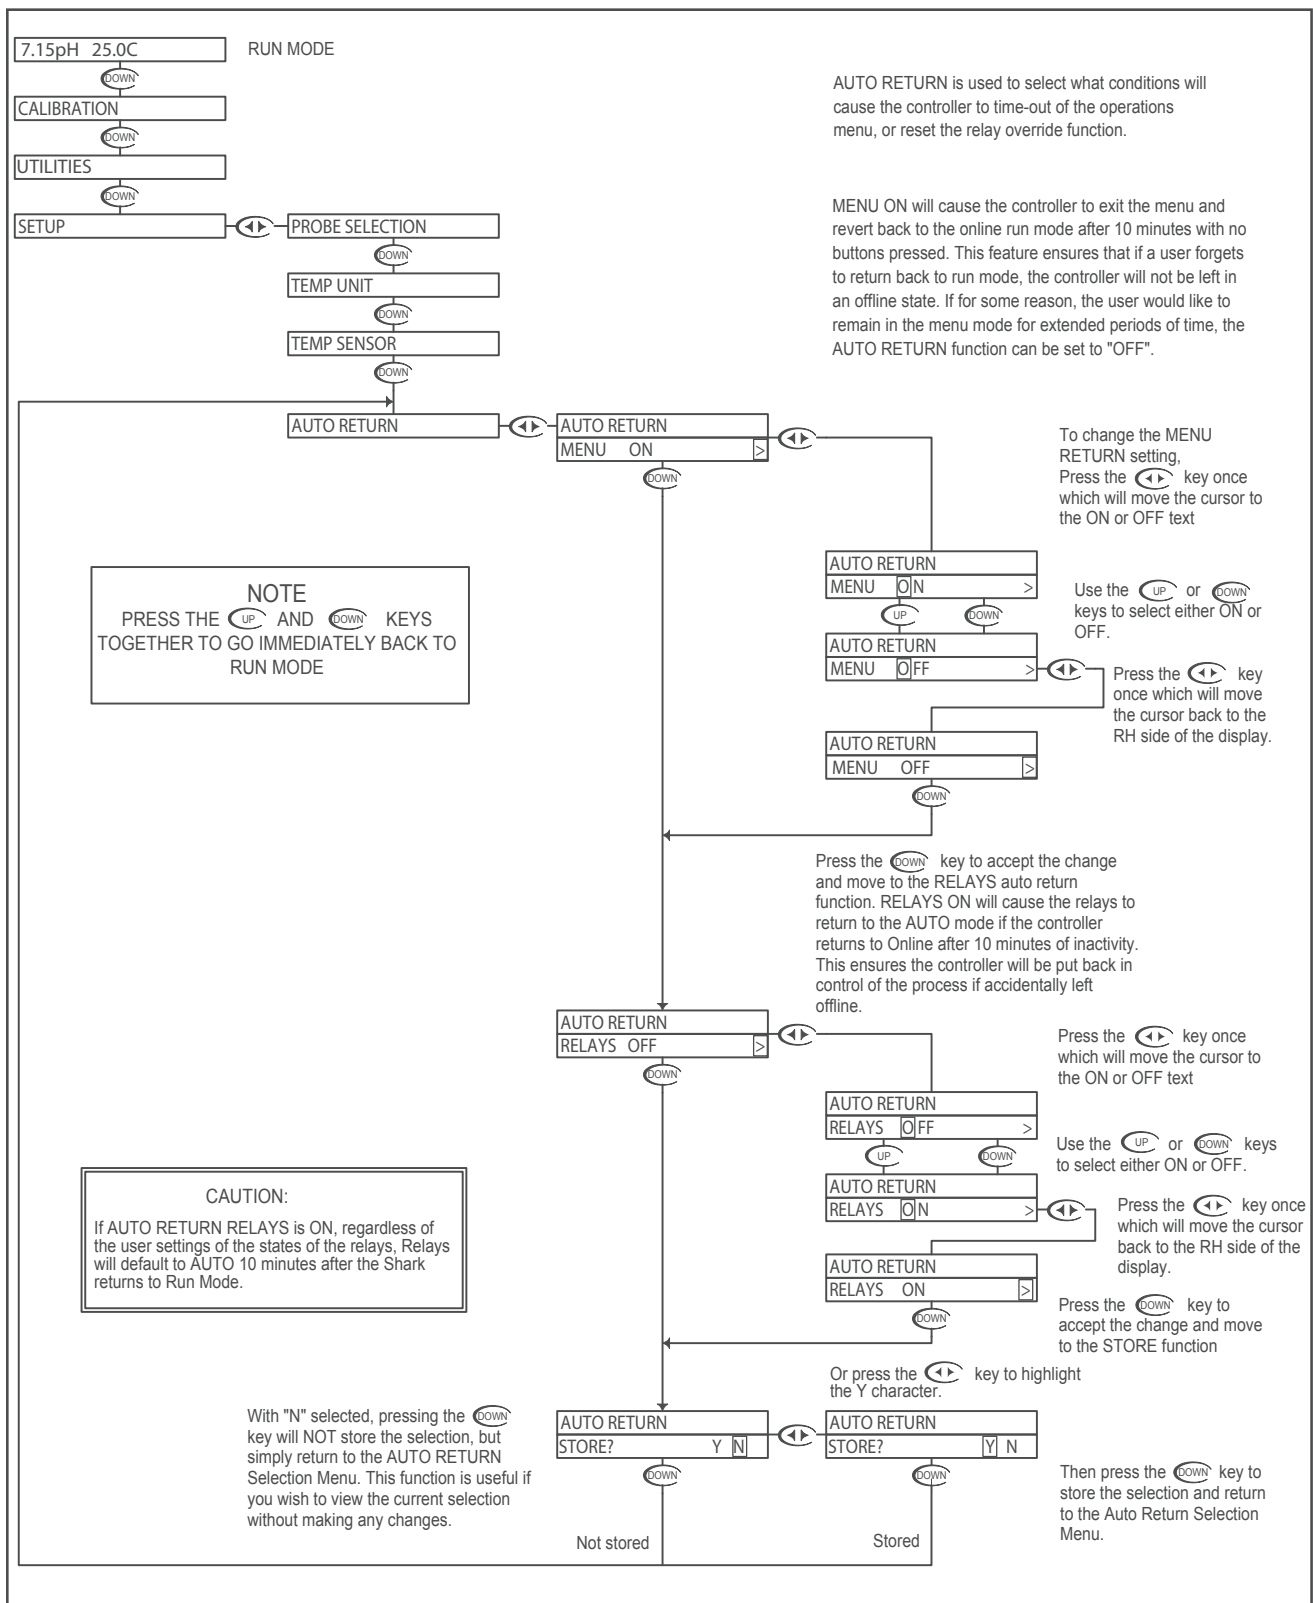 7.15pH 25.0C
RUN MODE
DOWN
CALIBRATION
DOWN
UTILITIES
DOWN
SETUP
PROBE SELECTION
DOWN
TEMP UNIT
DOWN
TEMP SENSOR
DOWN
AUTO RETURN
AUTO RETURN is used to select what conditions will
cause the controller to time-out of the operations
menu, or reset the relay override function.
MENU ON will cause the controller to exit the menu and
revert back to the online run mode after 10 minutes with no
buttons pressed. This feature ensures that if a user forgets
to return back to run mode, the controller will not be left in
an offline state. If for some reason, the user would like to
remain in the menu mode for extended periods of time, the
AUTO RETURN function can be set to "OFF".
AUTO RETURN
MENU ON >
DOWN
To change the MENU
RETURN setting,
Press the key once
which will move the cursor to
the ON or OFF text
AUTO RETURN
MENU ON >
UP DOWN
Use the UP or DOWN
keys to select either ON or
OFF.
AUTO RETURN
MENU OFF >
Press the key
once which will move
the cursor back to the
RH side of the display.
AUTO RETURN
MENU OFF >
DOWN
NOTE
PRESS THE UP AND DOWN KEYS
TOGETHER TO GO IMMEDIATELY BACK TO
RUN MODE
Press the DOWN key to accept the change
and move to the RELAYS auto return
function. RELAYS ON will cause the relays to
return to the AUTO mode if the controller
returns to Online after 10 minutes of inactivity.
This ensures the controller will be put back in
control of the process if accidentally left
offline.
AUTO RETURN
RELAYS OFF >
DOWN
Press the key once
which will move the cursor to
the ON or OFF text
AUTO RETURN
RELAYS OFF >
UP DOWN
Use the UP or DOWN keys
to select either ON or OFF.
AUTO RETURN
RELAYS ON >
Press the key once
which will move the cursor
back to the RH side of the
display.
AUTO RETURN
RELAYS ON >
DOWN
Press the DOWN key to
accept the change and move
to the STORE function
CAUTION:
If AUTO RETURN RELAYS is ON, regardless of
the user settings of the states of the relays, Relays
will default to AUTO 10 minutes after the Shark
returns to Run Mode.
Or press the key to highlight
the Y character.
With "N" selected, pressing the DOWN
key will NOT store the selection, but
simply return to the AUTO RETURN
Selection Menu. This function is useful if
you wish to view the current selection
without making any changes.
AUTO RETURN
STORE? Y N
DOWN
Not stored
AUTO RETURN
STORE? Y N
DOWN
Stored
Then press the DOWN key to
store the selection and return
to the Auto Return Selection
Menu.